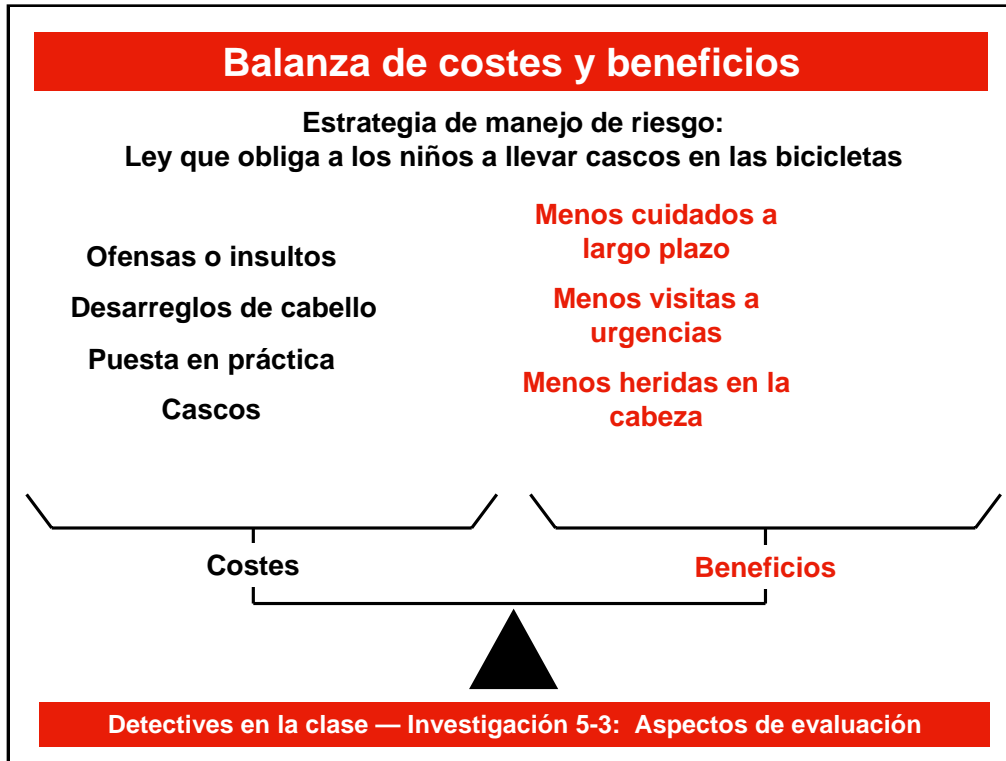 Balanza de costes y beneficios
Estrategia de manejo de riesgo:
Ley que obliga a los niños a llevar cascos en las bicicletas
Ofensas o insultos
Desarreglos de cabello
Puesta en práctica
Cascos
Menos cuidados a
largo plazo
Menos visitas a
urgencias
Menos heridas en la
cabeza
Costes
Beneficios
Detectives en la clase — Investigación 5-3:  Aspectos de evaluación